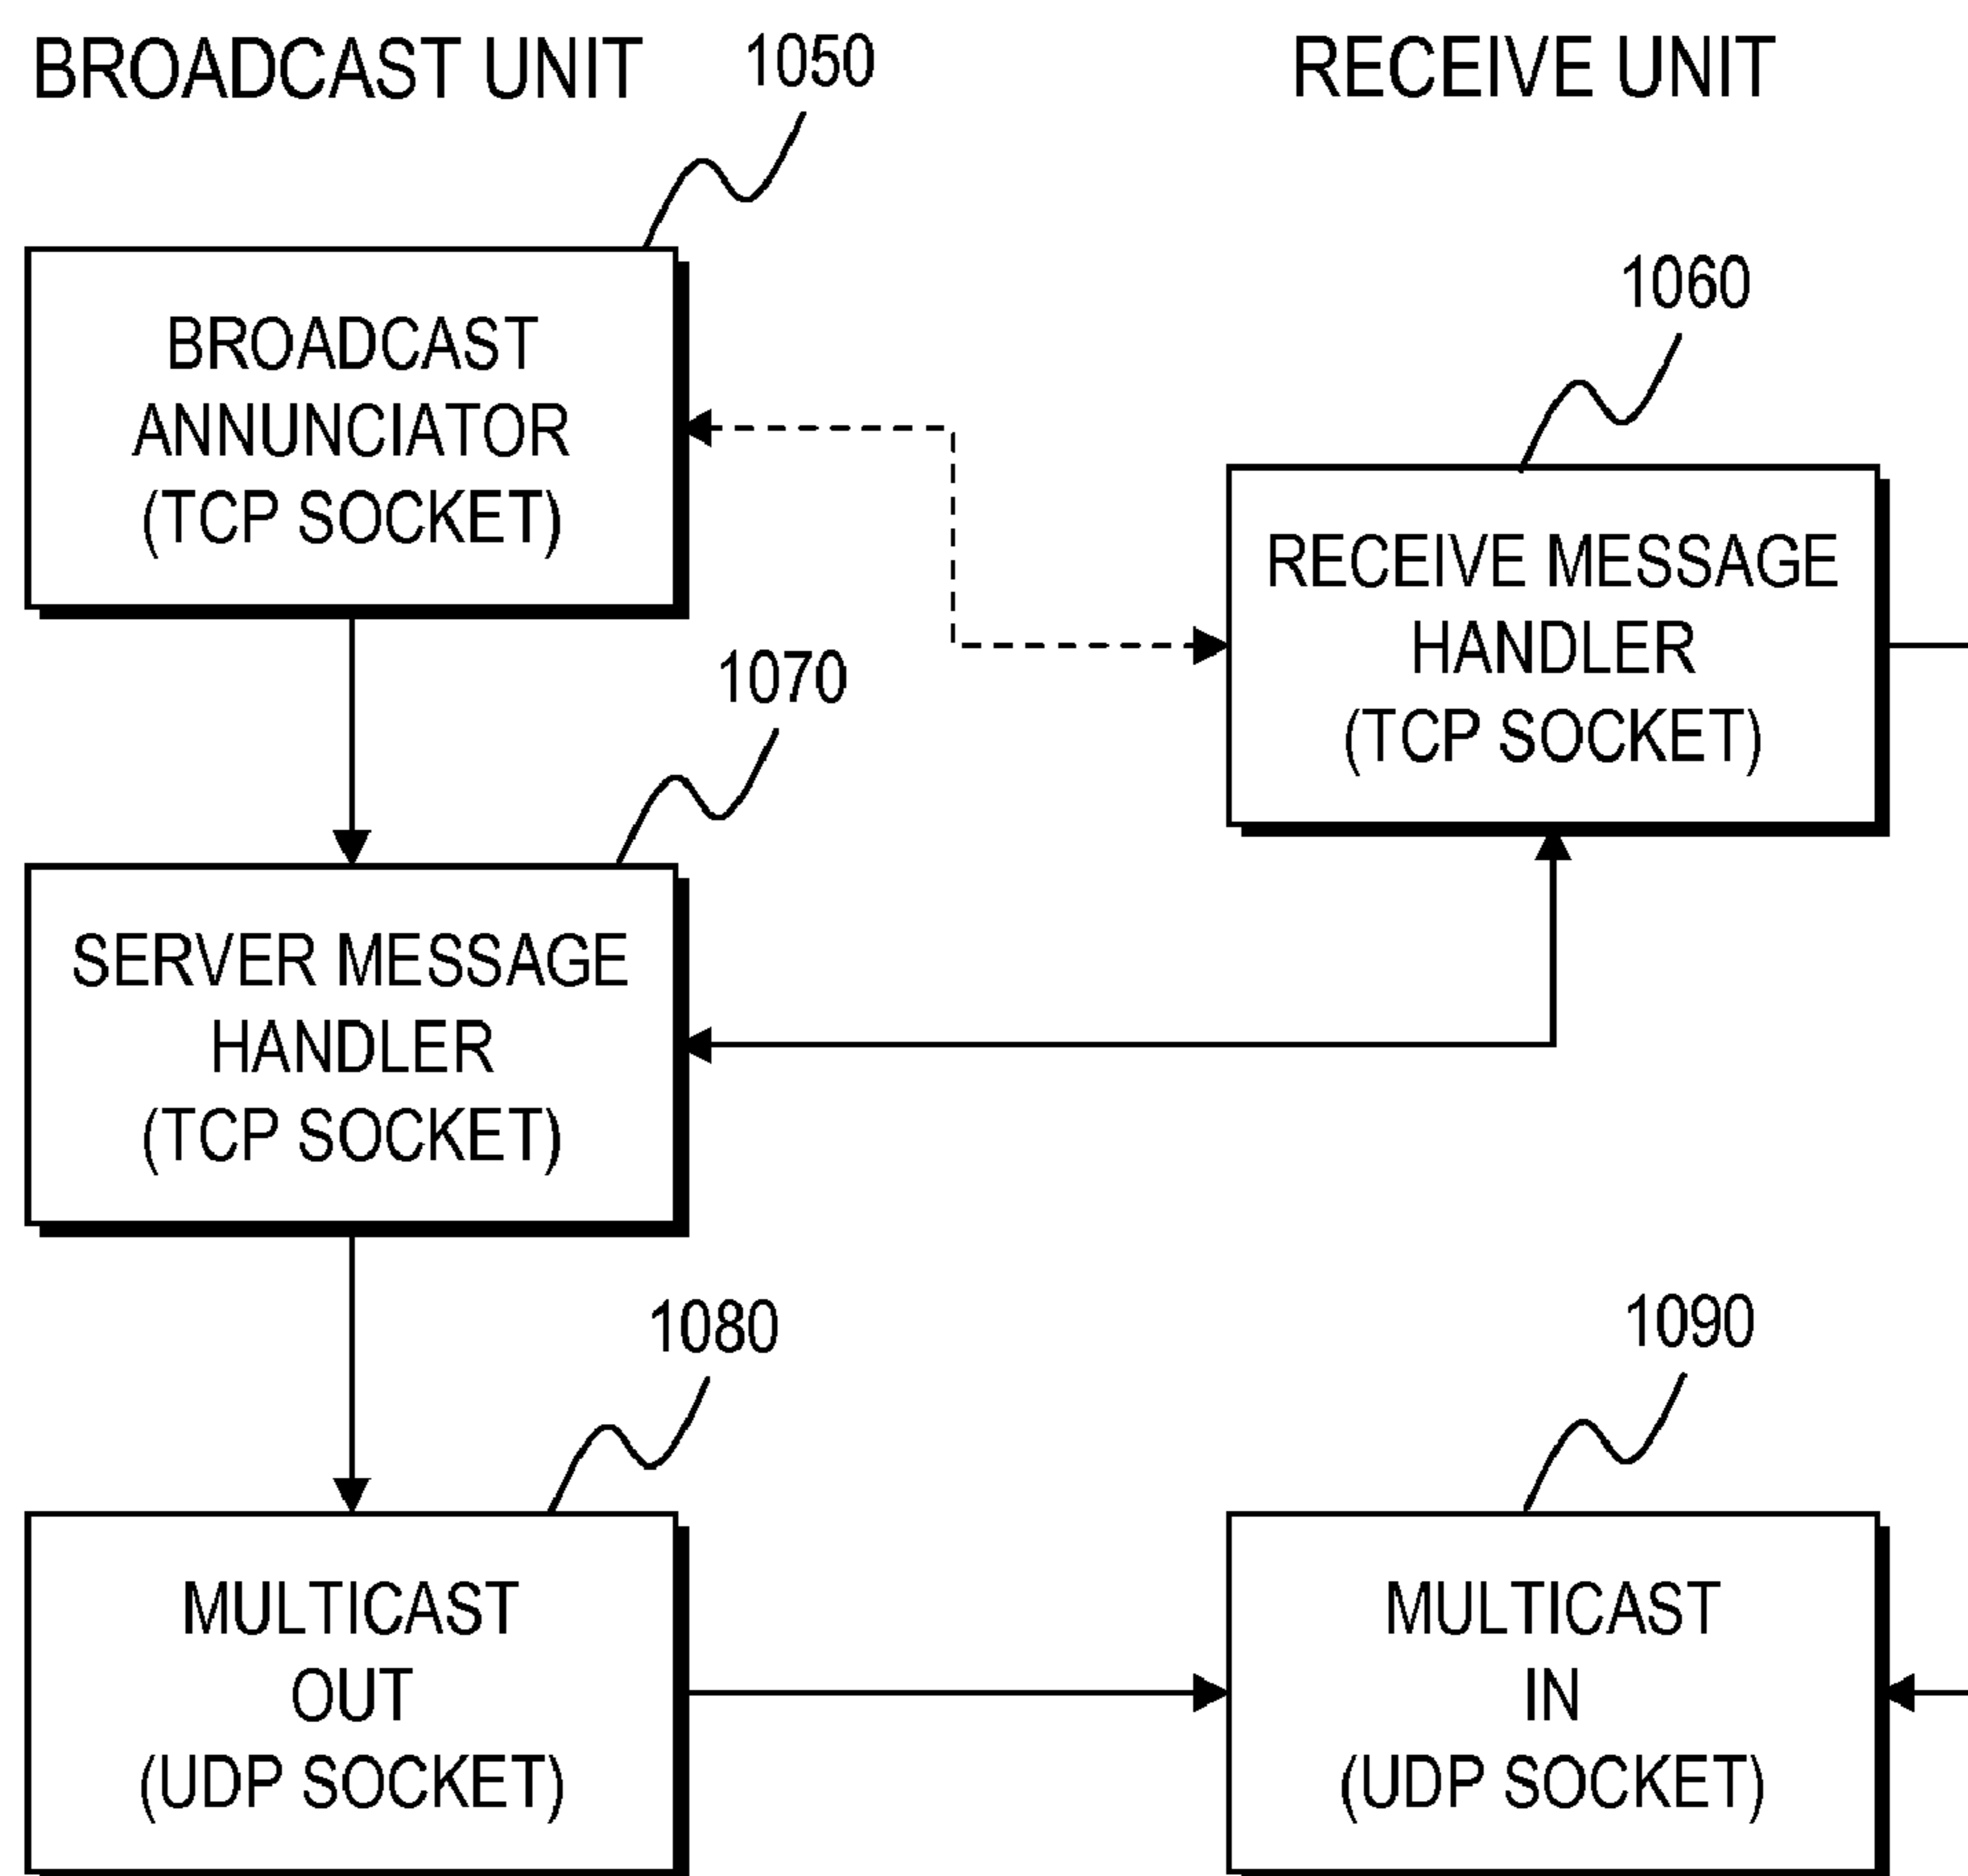 BROADCAST UNIT
1050
RECEIVE UNIT
BROADCAST
ANNUNCIATOR
(TCP SOCKET)
1060
RECEIVE MESSAGE
HANDLER
(TCP SOCKET)
1070
SERVER MESSAGE
HANDLER
(TCP SOCKET)
1080
MULTICAST
OUT
(UDP SOCKET)
1090
MULTICAST
IN
(UDP SOCKET)